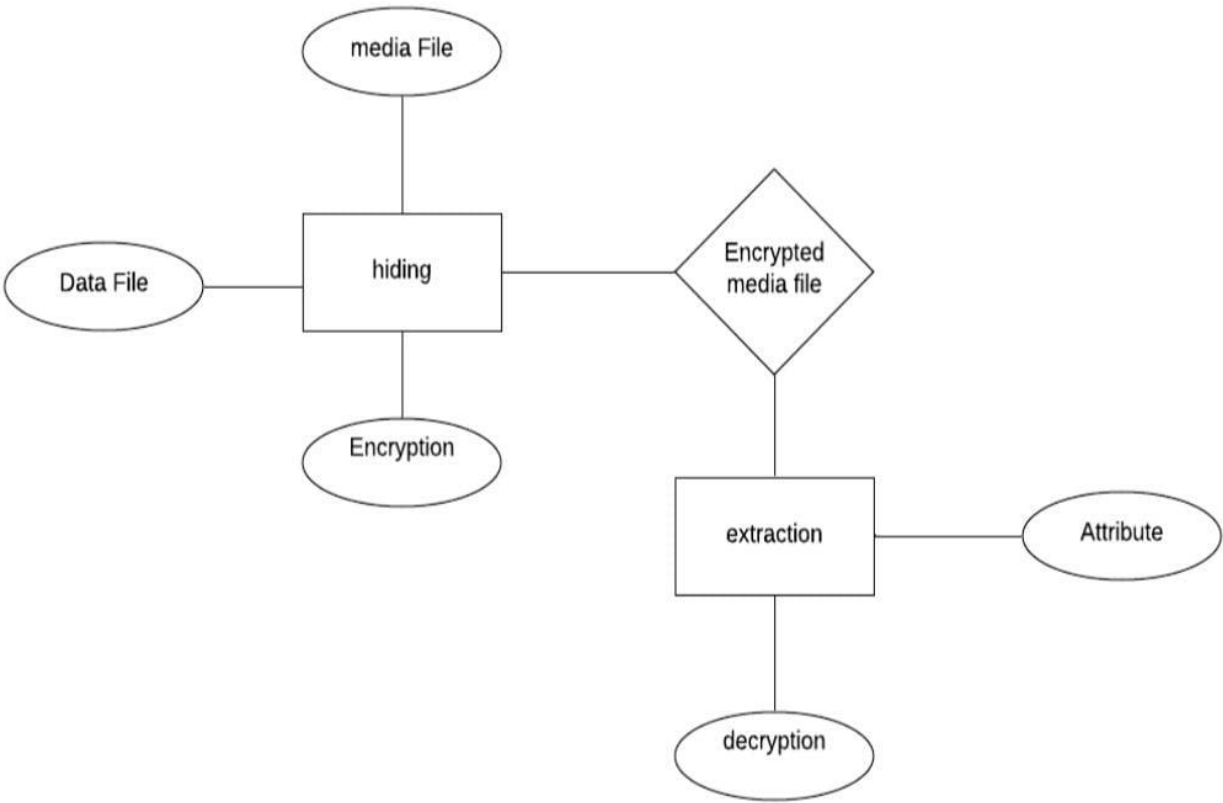 media File
Data File
hiding
Encrypted
media file
Encryption
extraction
Attribute
decryption